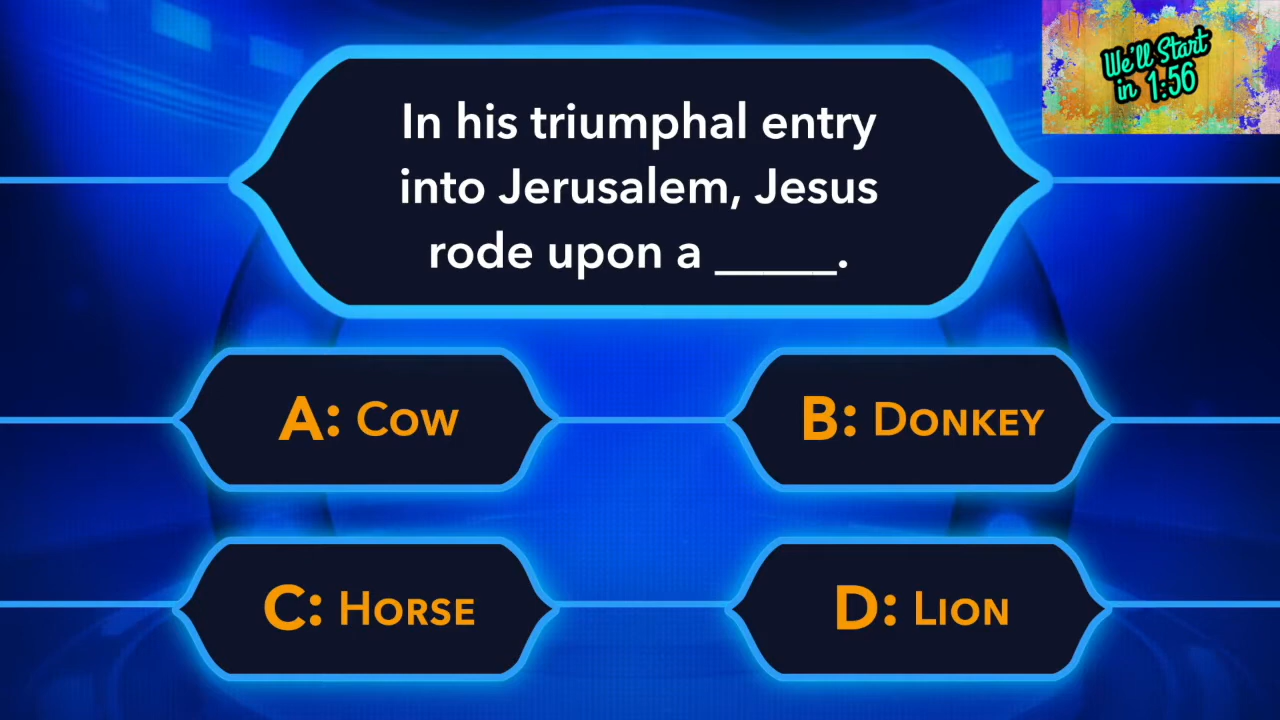 We'll Start
in 1:56
In his triumphal entry
into Jerusalem, Jesus
rode upon a _____.
A: Cow
B: Donkey
C: Horse
D: Lion